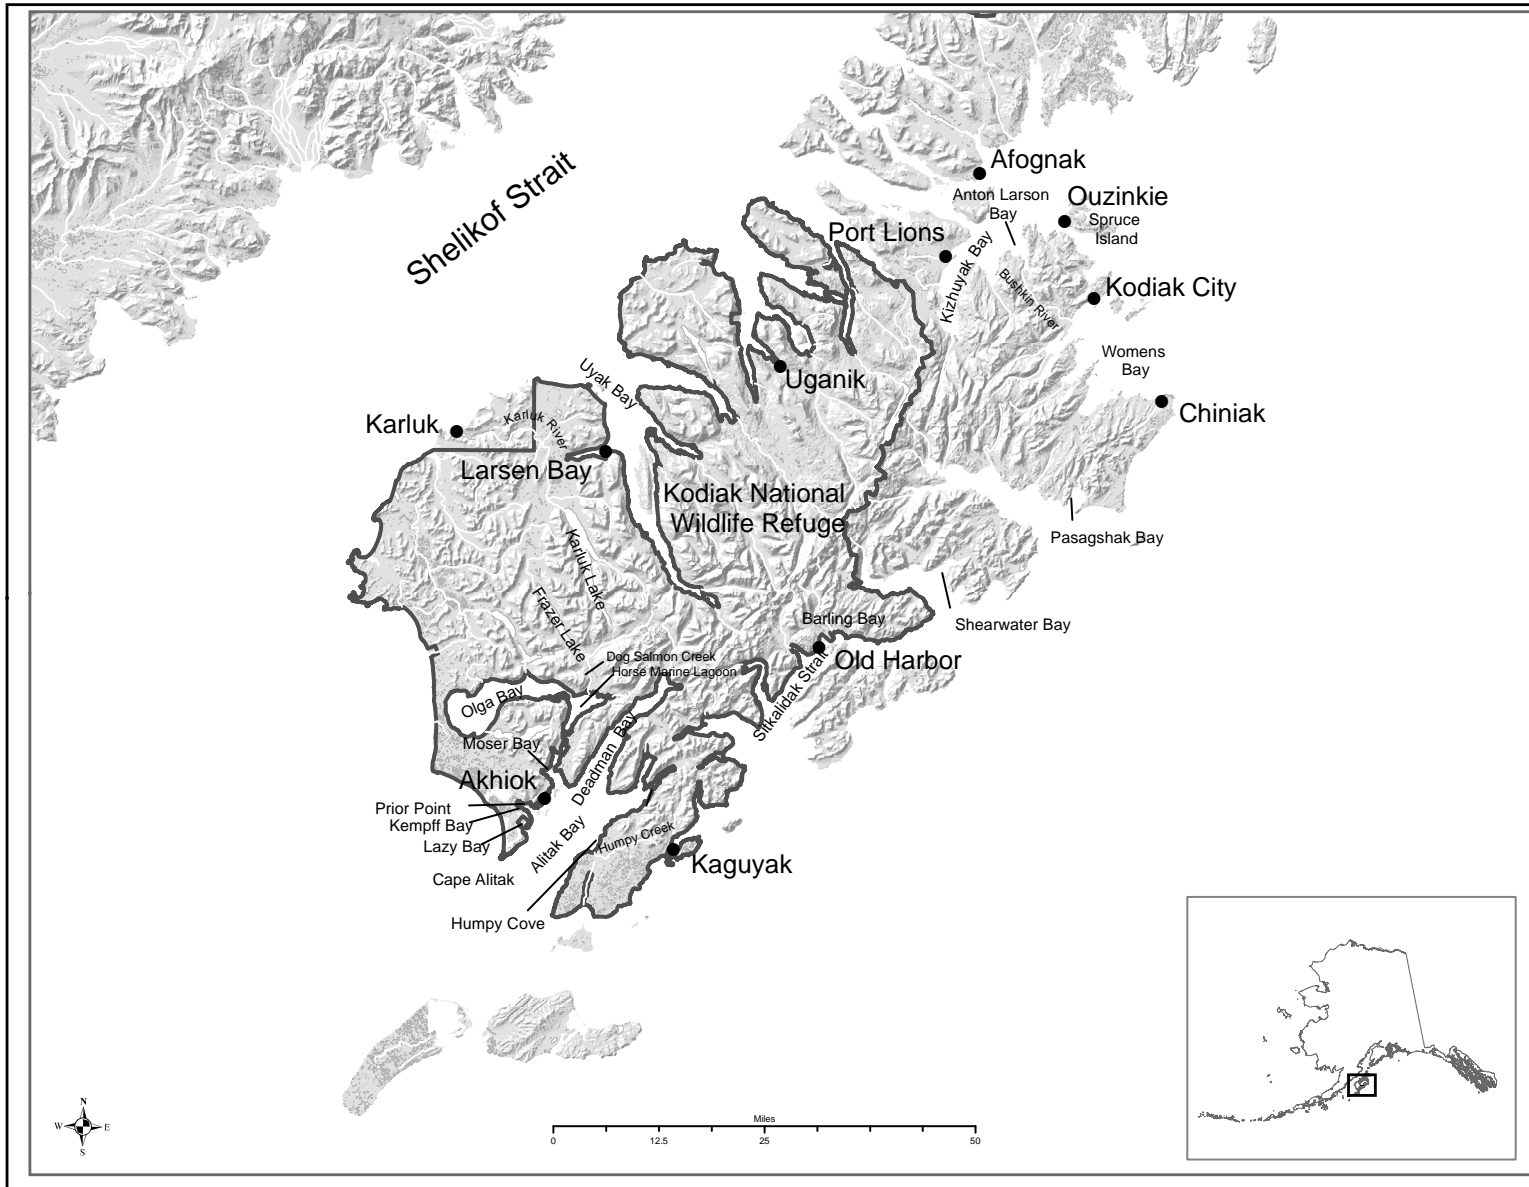 Shelikof Strait
Afognak
Anton Larson
Bay
Ouzinkie
Spruce
Island
Port Lions
Kizhuyak Bay
Bushkin River
Kodiak City
Womens
Bay
Chiniak
Uganik
Uyak Bay
Karluk
Karluk River
Larsen Bay
Kodiak National
Wildlife Refuge
Pasagshak Bay
Karluk Lake
Frazer Lake
Barling Bay
Shearwater Bay
Old Harbor
Dog Salmon Creek
Horse Marine Lagoon
Sitkalidak Strait
Olga Bay
Moser Bay
Deadman Bay
Akhiok
Prior Point
Kempff Bay
Lazy Bay
Alitak Bay
Humpy Creek
Kaguyak
Cape Alitak
Humpy Cove
N
W E
S
Miles
0 12.5 25 50